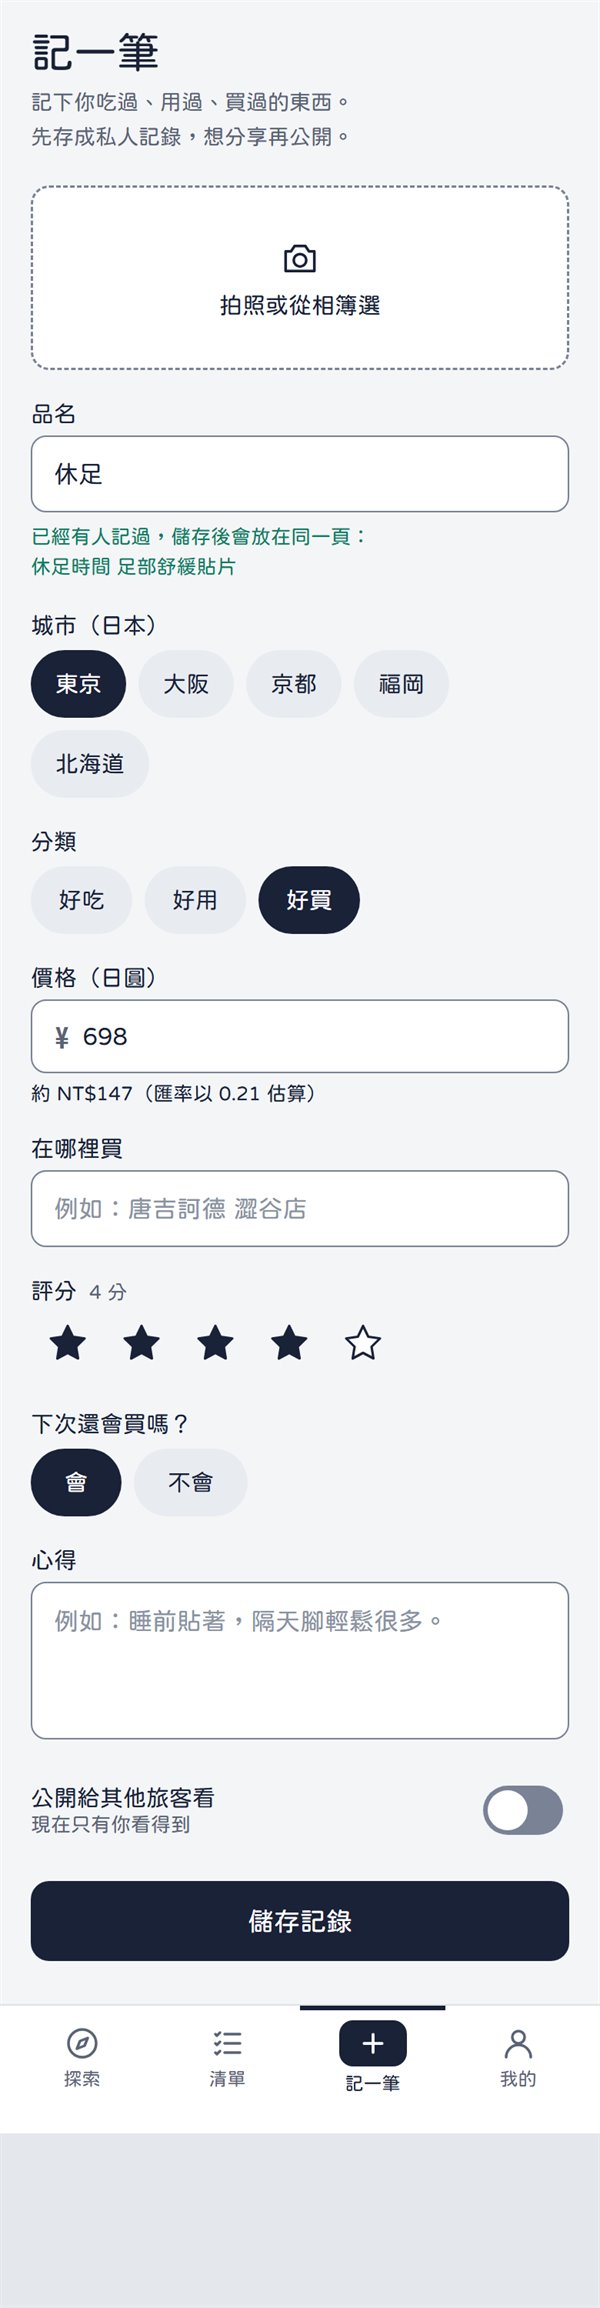 記一筆
記下你吃過、用過、買過的東西。
先存成私人記錄，想分享再公開。
拍照或從相簿選
品名
休足
已經有人記過，儲存後會放在同一頁：
休足時間 足部舒緩貼片
城市（日本）
東京 大阪 京都 福岡
北海道
分類
好吃 好用 好買
價格（日圓）
¥ 698
約 NT$147（匯率以 0.21 估算）
在哪裡買
例如：唐吉訶德 澀谷店
評分 4 分
下次還會買嗎？
會 不會
心得
例如：睡前貼著，隔天腳輕鬆很多。
公開給其他旅客看
現在只有你看得到
儲存記錄
探索 清單 記一筆 我的